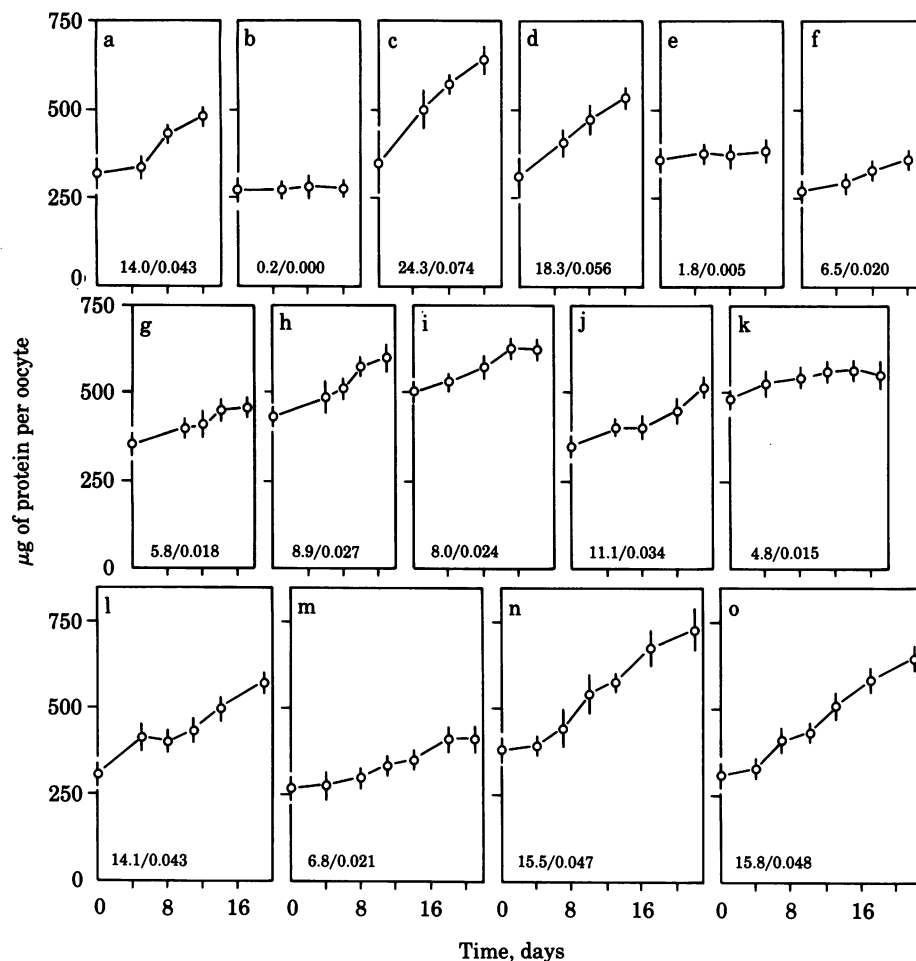 750
a b c d e f
500
250
0
14.0/0.043 0.2/0.000 24.3/0.074 18.3/0.056 1.8/0.005 6.5/0.020
750
g h i j k
500
250
0
5.8/0.018 8.9/0.027 8.0/0.024 11.1/0.034 4.8/0.015
μg of protein per oocyte
l m n o
750
500
250
0
14.1/0.043 6.8/0.021 15.5/0.047 15.8/0.048
0 8 16 0 8 16 0 8 16 0 8 16
Time, days